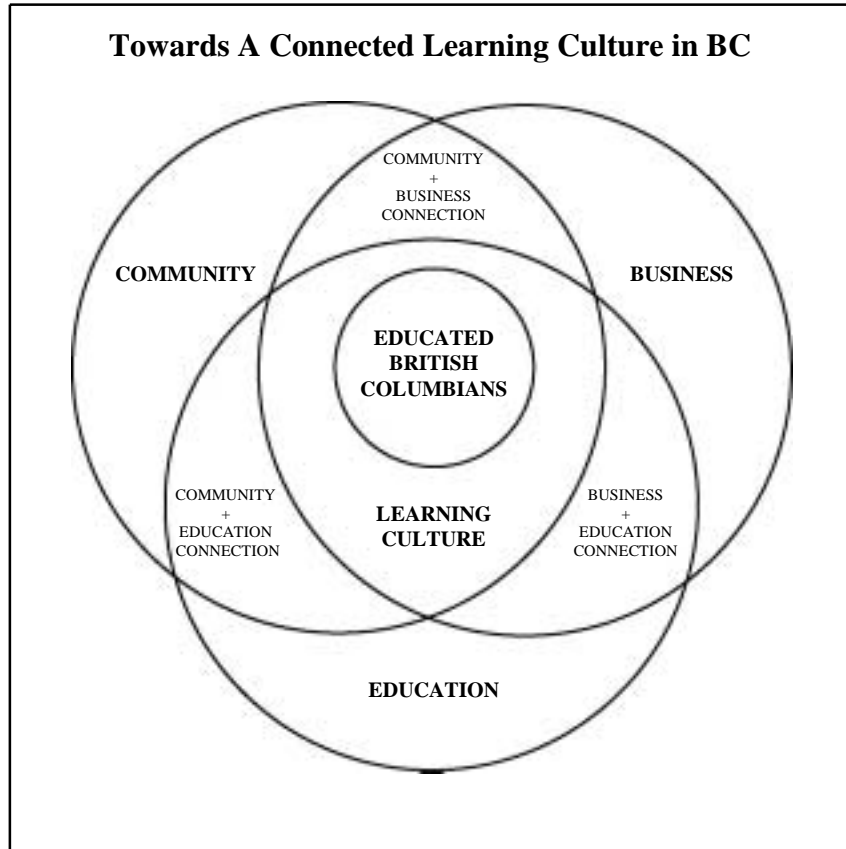 Towards A Connected Learning Culture in BC
COMMUNITY
+
BUSINESS
CONNECTION
COMMUNITY
BUSINESS
EDUCATED
BRITISH
COLUMBIANS
COMMUNITY
+
EDUCATION
CONNECTION
LEARNING
CULTURE
BUSINESS
+
EDUCATION
CONNECTION
EDUCATION